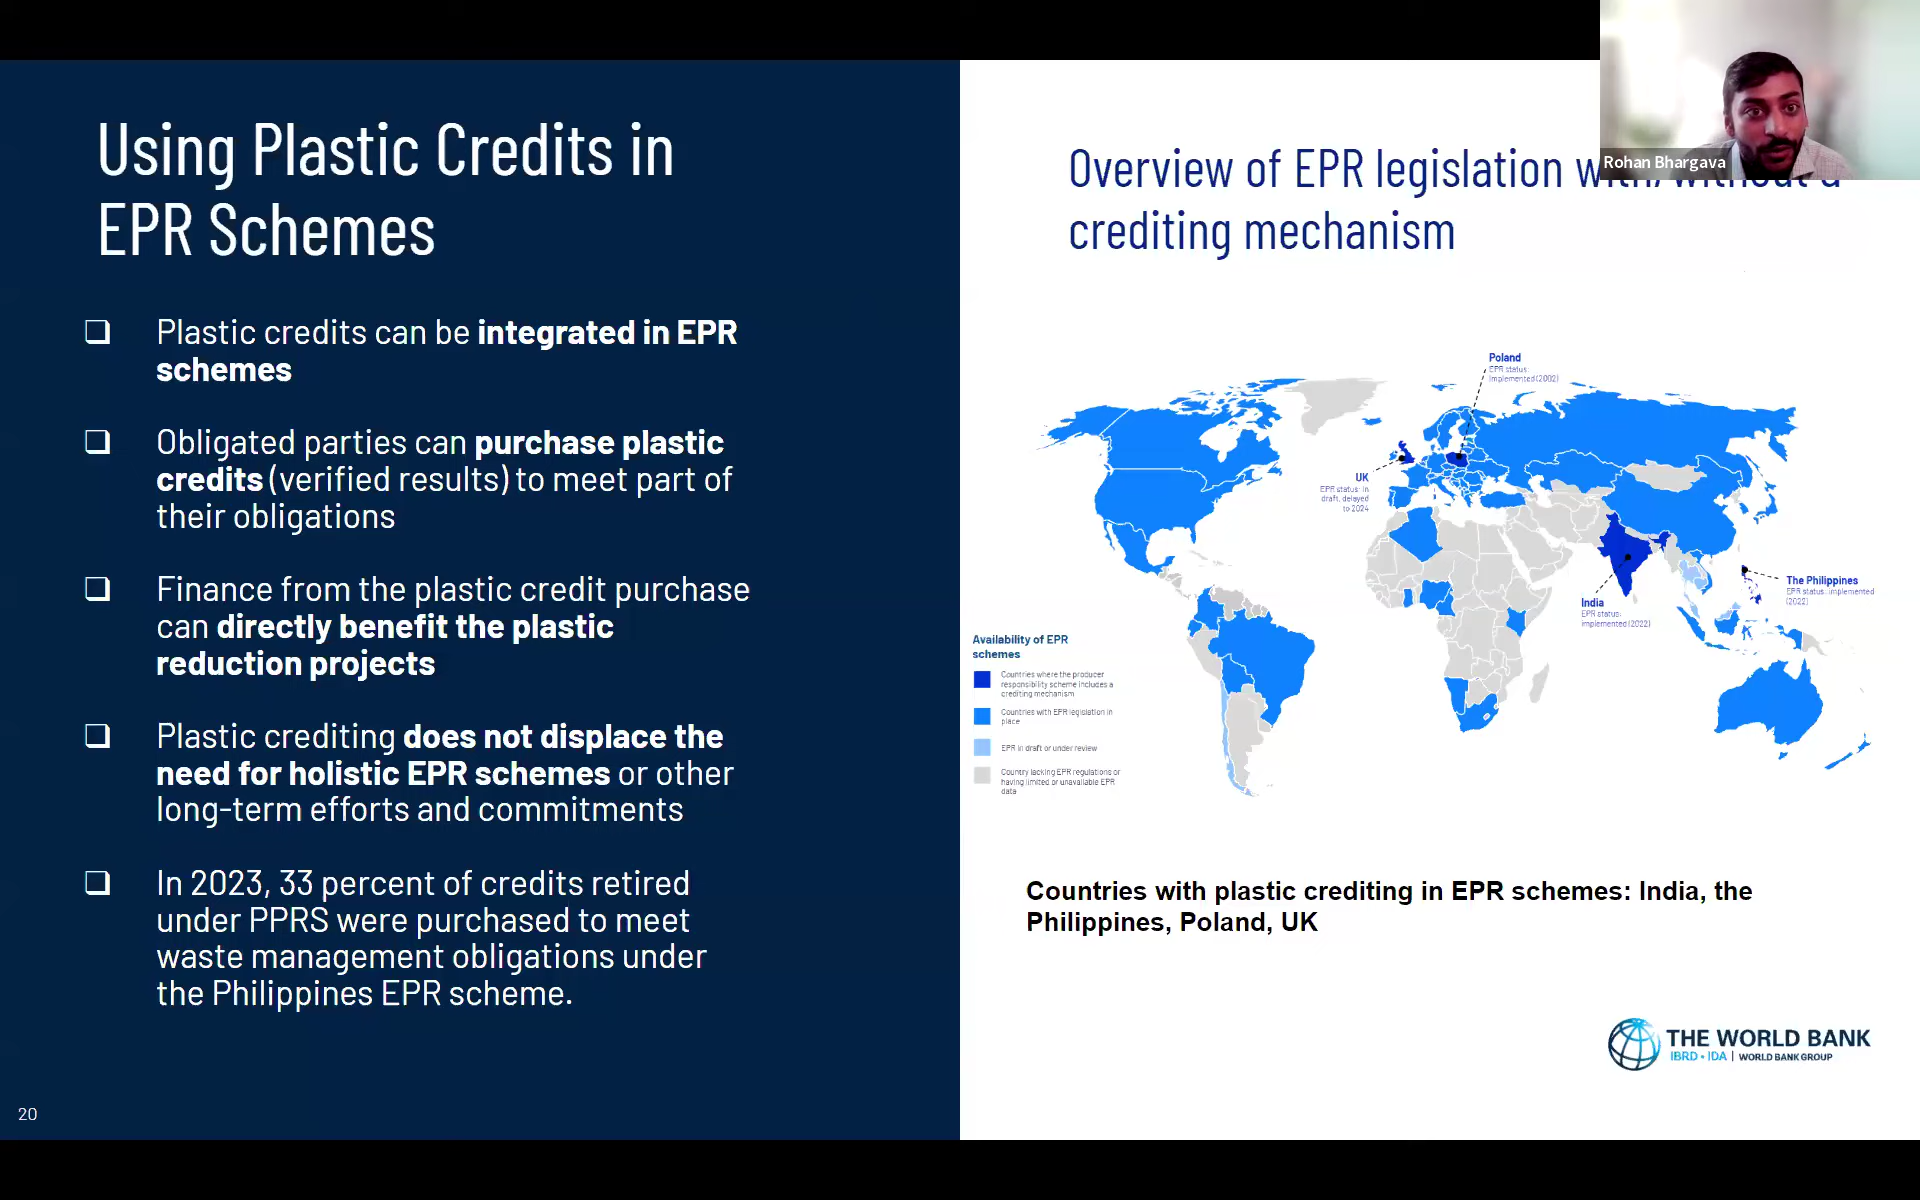 Using Plastic Credits in
EPR Schemes
❑ Plastic credits can be integrated in EPR
schemes
❑ Obligated parties can purchase plastic
credits (verified results) to meet part of
their obligations
❑ Finance from the plastic credit purchase
can directly benefit the plastic
reduction projects
❑ Plastic crediting does not displace the
need for holistic EPR schemes or other
long-term efforts and commitments
❑ In 2023, 33 percent of credits retired
under PPRS were purchased to meet
waste management obligations under
the Philippines EPR scheme.
20
Rohan Bhargava
Overview of EPR legislation with/without a
crediting mechanism
Poland
EPR status:
implemented (2002)
UK
EPR status: in
draft, delayed
to 2024
India
EPR status:
implemented (2022)
The Philippines
EPR status: implemented
(2022)
Availability of EPR
schemes
Countries where the producer
responsibility scheme includes a
crediting mechanism
Countries with EPR legislation in
place
EPR in draft or under review
Country lacking EPR regulations or
having limited or unavailable EPR
data
Countries with plastic crediting in EPR schemes: India, the
Philippines, Poland, UK
THE WORLD BANK
IBRD • IDA | WORLD BANK GROUP